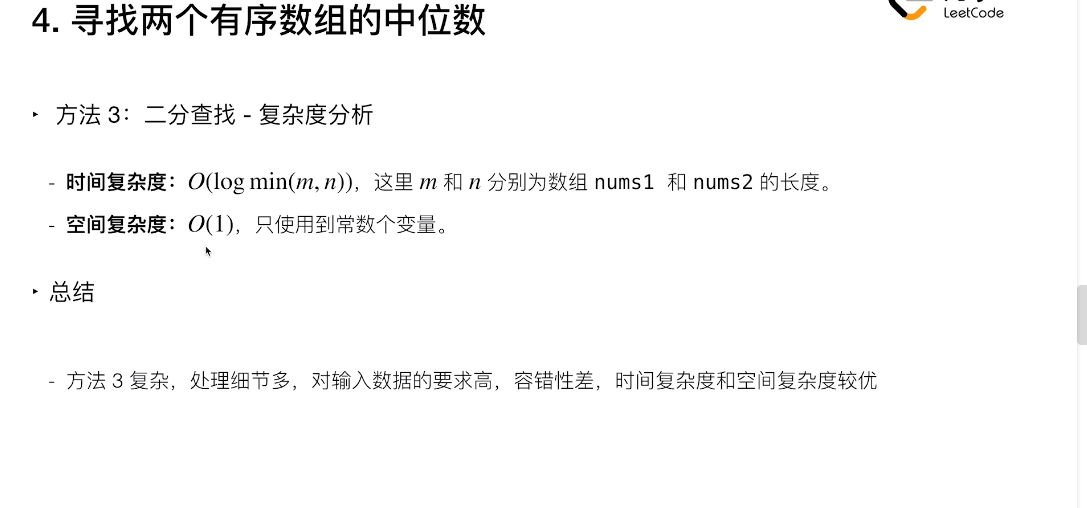 4. 寻找两个有序数组的中位数
LeetCode
‣ 方法 3：二分查找 - 复杂度分析
- 时间复杂度：O(log min(m, n))，这里 m 和 n 分别为数组 nums1 和 nums2 的长度。
- 空间复杂度：O(1)，只使用到常数个变量。
‣ 总结
- 方法 3 复杂，处理细节多，对输入数据的要求高，容错性差，时间复杂度和空间复杂度较优